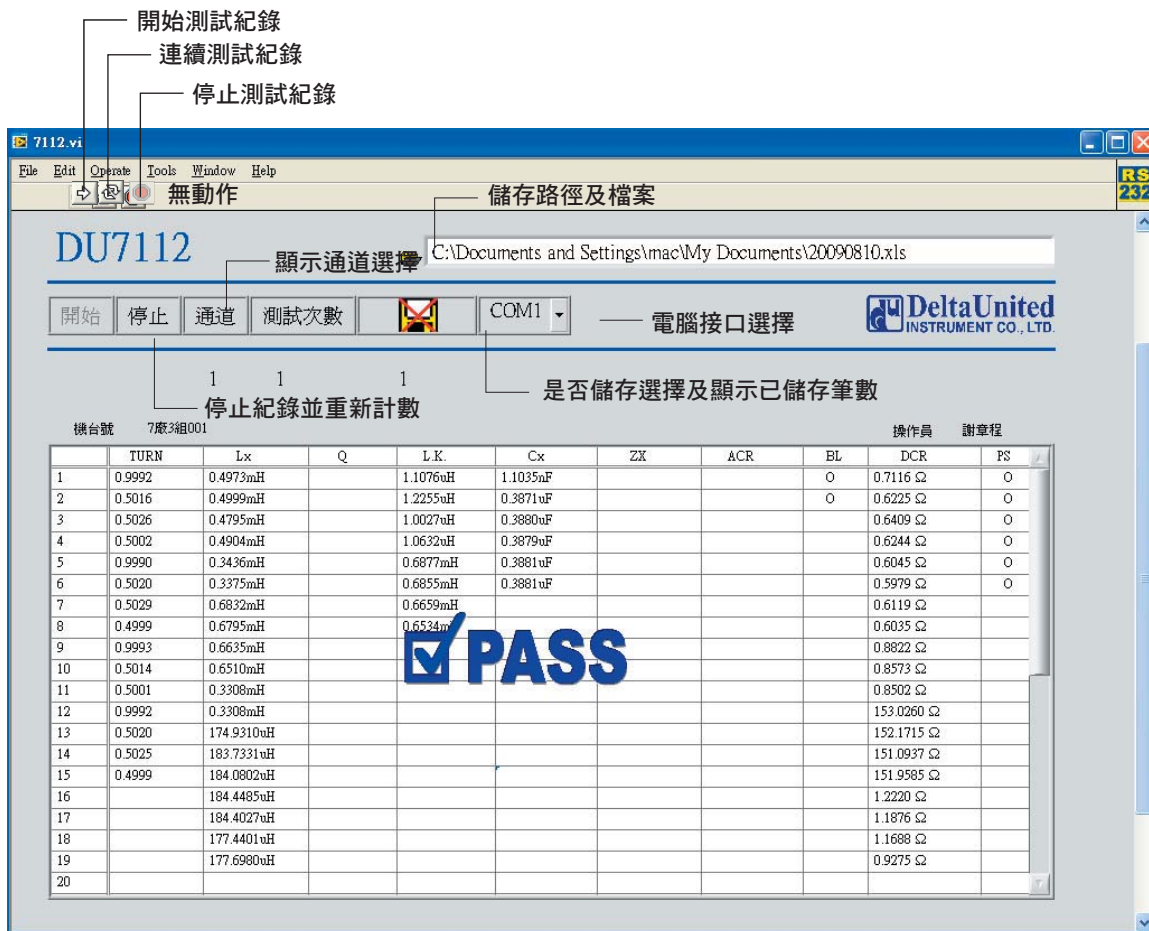 開始測試紀錄
連續測試紀錄
停止測試紀錄
7112.vi
File Edit Operate Tools Window Help
RS
232
無動作
儲存路徑及檔案
DU7112
C:\Documents and Settings\mac\My Documents\20090810.xls
顯示通道選擇
開始 停止 通道 測試次數 COM1
電腦接口選擇
DeltaUnited
INSTRUMENT CO., LTD.
1 1 1
是否儲存選擇及顯示已儲存筆數
停止紀錄並重新計數
機台號 7廠3組001 操作員 謝章程
TURN Lx Q L.K. Cx ZX ACR BL DCR PS
1 0.9992 0.4973mH 1.1076uH 1.1035nF O 0.7116 Ω O
2 0.5016 0.4999mH 1.2255uH 0.3871uF O 0.6225 Ω O
3 0.5026 0.4795mH 1.0027uH 0.3880uF 0.6409 Ω O
4 0.5002 0.4904mH 1.0632uH 0.3879uF 0.6244 Ω O
5 0.9990 0.3436mH 0.6877mH 0.3881uF 0.6045 Ω O
6 0.5020 0.3375mH 0.6855mH 0.3881uF 0.5979 Ω O
7 0.5029 0.6832mH 0.6659mH 0.6119 Ω
8 0.4999 0.6795mH 0.6534m 0.6035 Ω
PASS
9 0.9993 0.6635mH 0.8822 Ω
10 0.5014 0.6510mH 0.8573 Ω
11 0.5001 0.3308mH 0.8502 Ω
12 0.9992 0.3308mH 153.0260 Ω
13 0.5020 174.9310uH 152.1715 Ω
14 0.5025 183.7331uH 151.0937 Ω
15 0.4999 184.0802uH 151.9585 Ω
16 184.4485uH 1.2220 Ω
17 184.4027uH 1.1876 Ω
18 177.4401uH 1.1688 Ω
19 177.6980uH 0.9275 Ω
20